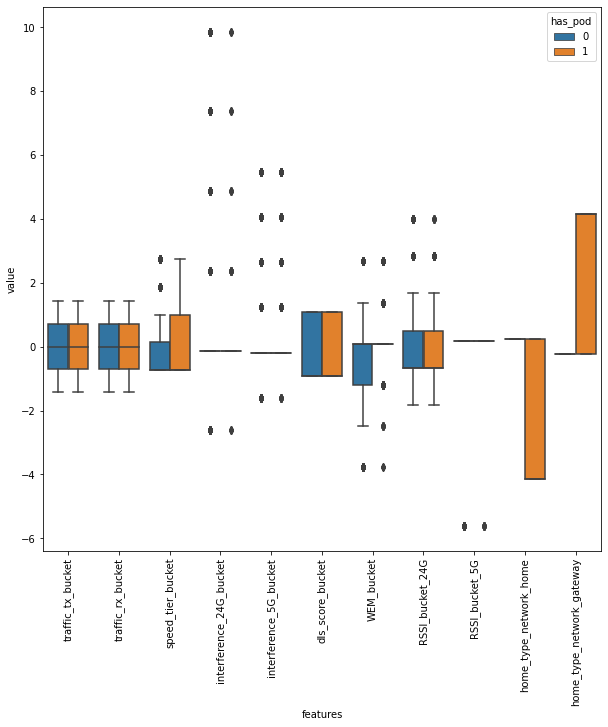 has_pod
0
1
10
8
6
4
2
0
−2
−4
−6
value
traffic_tx_bucket
traffic_rx_bucket
speed_tier_bucket
interference_24G_bucket
interference_5G_bucket
dls_score_bucket
WEM_bucket
RSSI_bucket_24G
RSSI_bucket_5G
home_type_network_home
home_type_network_gateway
features